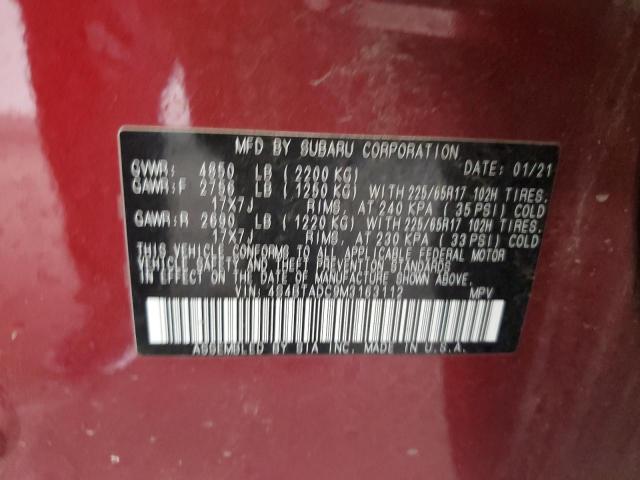 MFD BY SUBARU CORPORATION DATE: 01/21
GVWR: 4850 LB (2200 KG)
GAWR:F 2756 LB (1250 KG) WITH 225/65R17 102H TIRES.
17X7J RIMS, AT 240 KPA (35 PSI) COLD
GAWR:R 2690 LB (1220 KG) WITH 225/65R17 102H TIRES.
17X7J RIMS, AT 230 KPA (33 PSI) COLD
THIS VEHICLE CONFORMS TO ALL APPLICABLE FEDERAL MOTOR
VEHICLE SAFETY AND THEFT PREVENTION STANDARDS
IN EFFECT ON THE DATE OF MANUFACTURE SHOWN ABOVE.
VIN: 4S4BTADC9M3163112 MPV
ASSEMBLED BY SIA INC. MADE IN U.S.A.